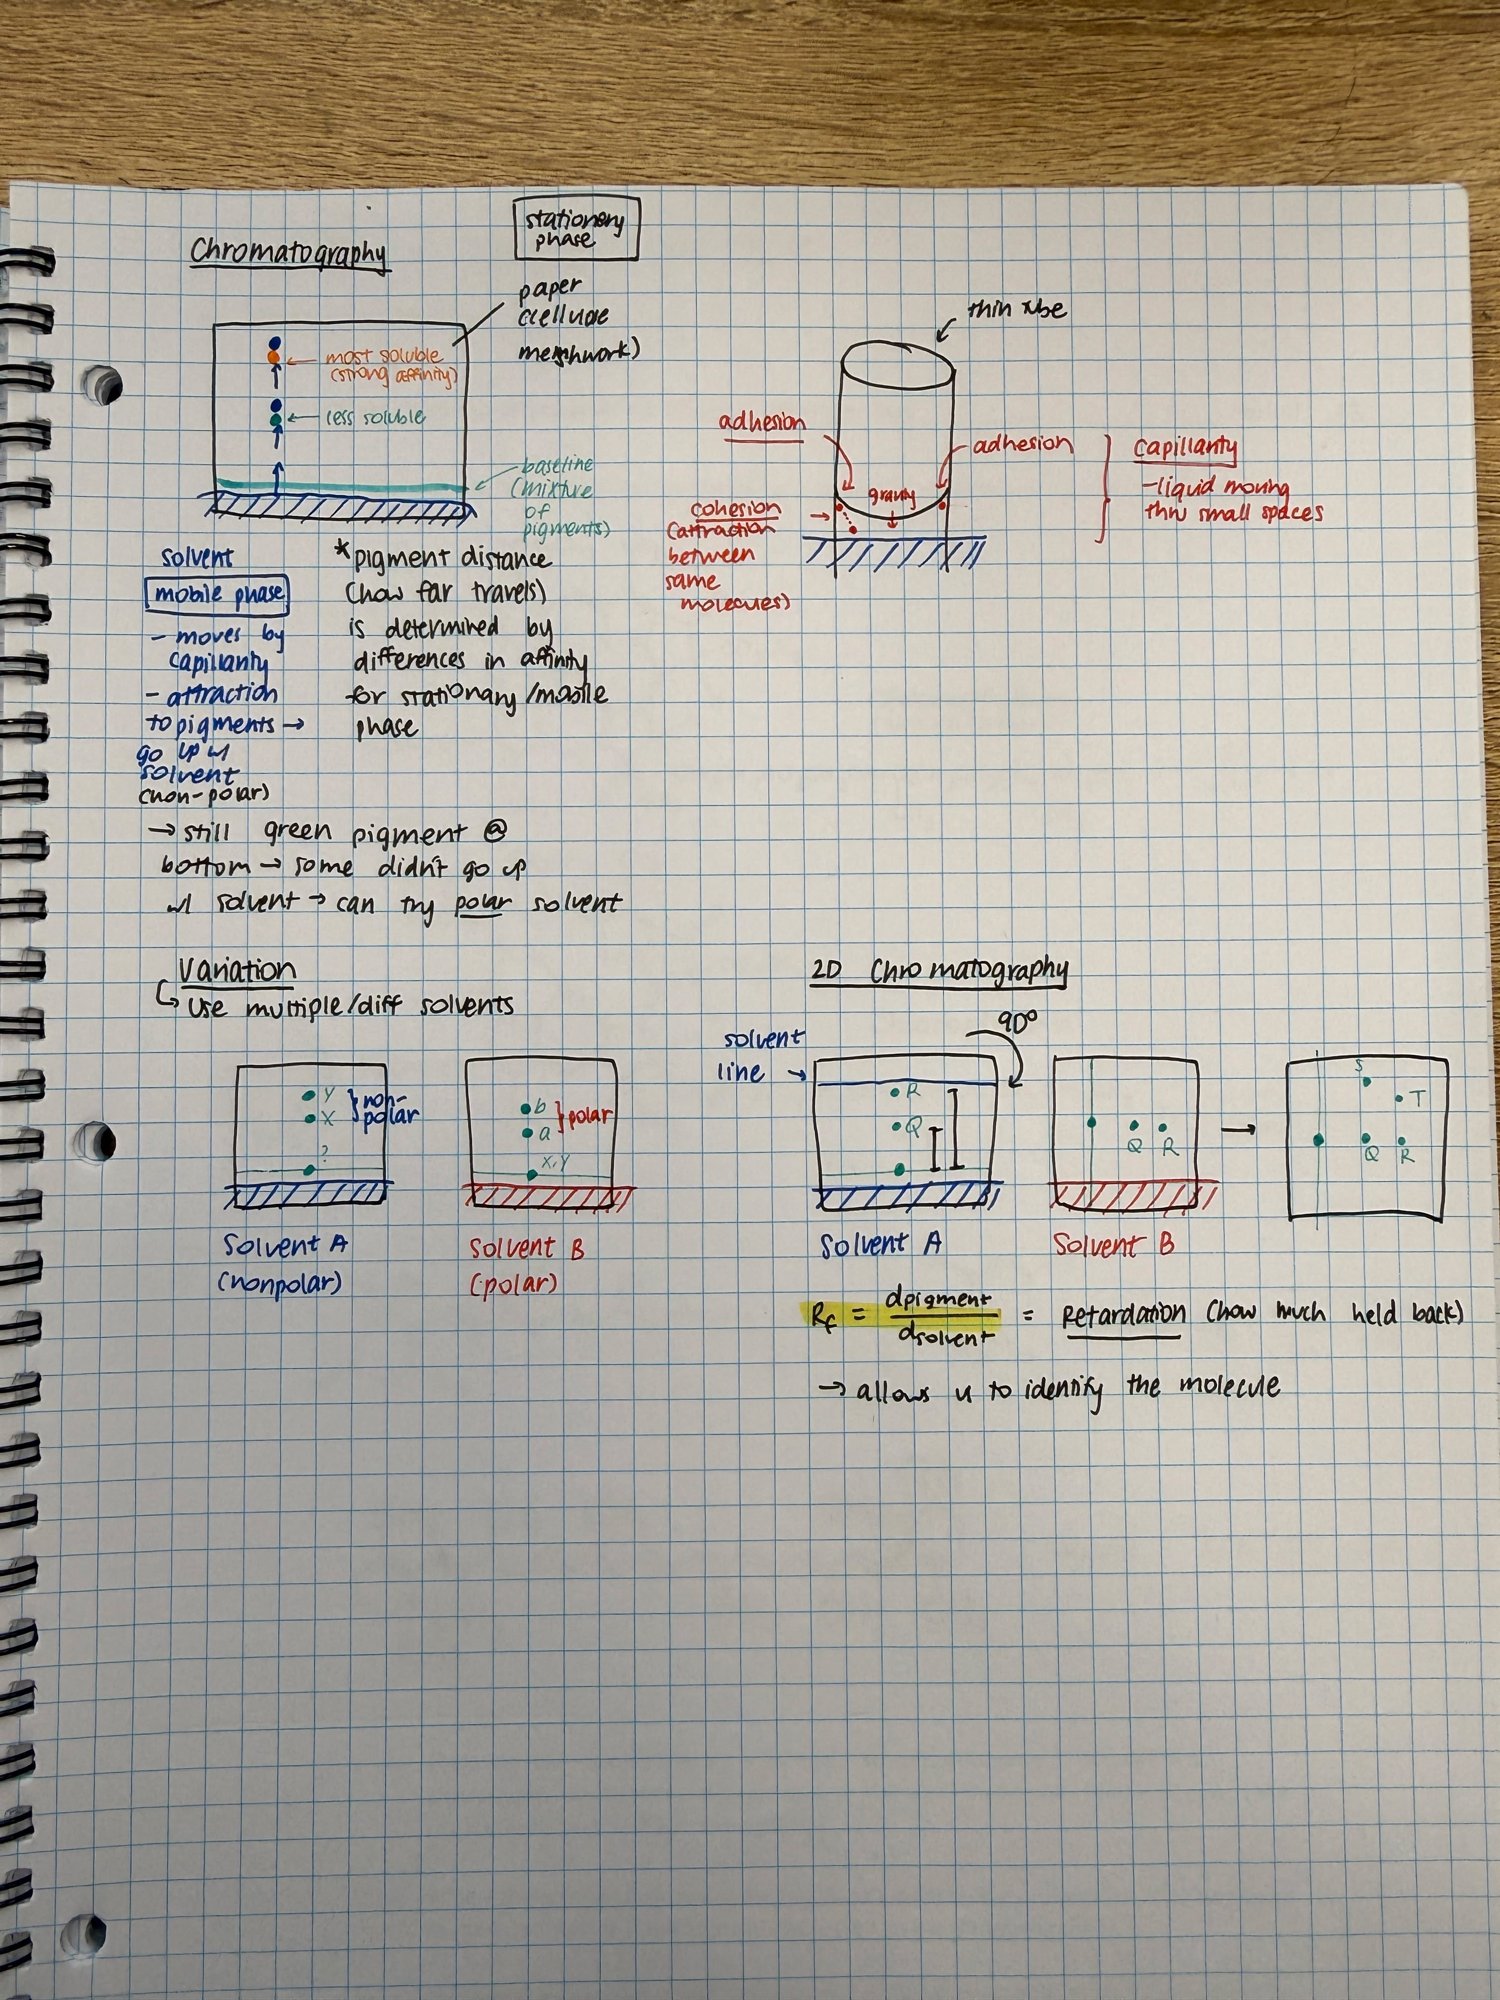 Chromatography
stationery
phase
paper
(cellulose
meshwork)
most soluble
(strong affinity)
less soluble
baseline
(mixture
of
pigments)
solvent
mobile phase
- moves by
capillarity
- attraction
to pigments →
go up w/
solvent
(non-polar)
* pigment distance
(how far travels)
is determined by
differences in affinity
for stationary/mobile
phase
→ still green pigment @
bottom → some didn't go up
w/ solvent → can try polar solvent
thin tube
adhesion
adhesion
gravity
cohesion
(attraction
between
same
molecules)
capillarity
- liquid moving
thru small spaces
Variation
↳ use multiple/diff solvents
Y
X
non-
polar
?
Solvent A
(nonpolar)
b
a
polar
X,Y
Solvent B
(polar)
2D Chromatography
90°
solvent
line →
R
Q
Solvent A
Q R
Solvent B
→
S
T
Q R
Rf = dpigment / dsolvent = Retardation (how much held back)
→ allows us to identify the molecule